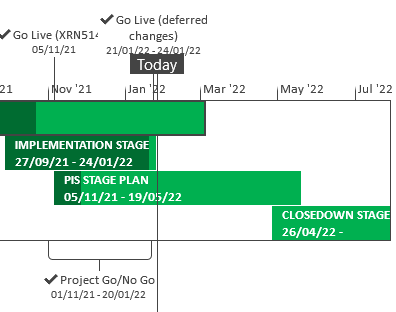 ✔ Go Live (deferred
changes)
21/01/22 - 24/01/22
✔ Go Live (XRN514
05/11/21
Today
21
Nov '21
Jan '22
Mar '22
May '22
Jul '22
IMPLEMENTATION STAGE
27/09/21 - 24/01/22
PIS STAGE PLAN
05/11/21 - 19/05/22
CLOSEDOWN STAGE
26/04/22 -
✔ Project Go/No Go
01/11/21 - 20/01/22